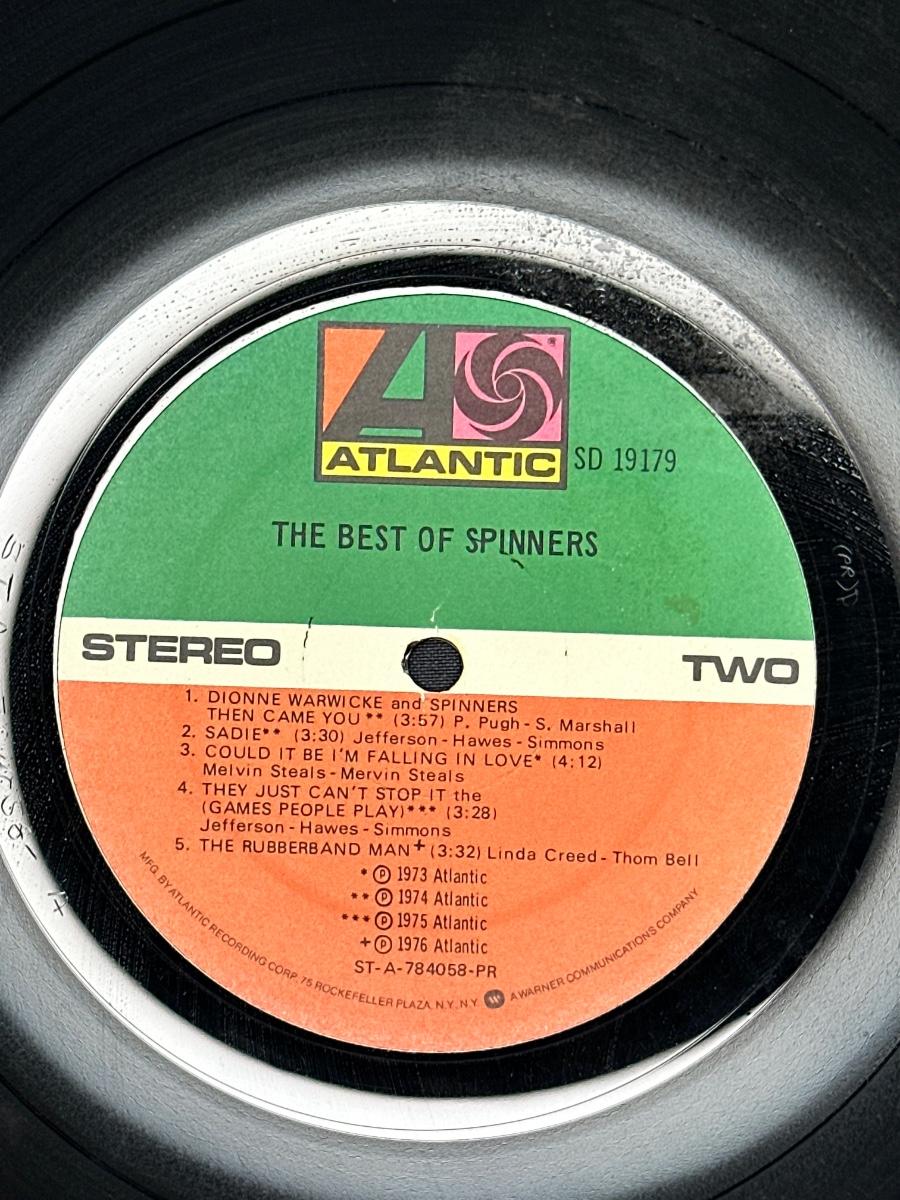 ATLANTIC
SD 19179
THE BEST OF SPINNERS
STEREO
TWO
1. DIONNE WARWICKE and SPINNERS
THEN CAME YOU** (3:57) P. Pugh - S. Marshall
2. SADIE** (3:30) Jefferson - Hawes - Simmons
3. COULD IT BE I'M FALLING IN LOVE* (4:12)
Melvin Steals - Mervin Steals
4. THEY JUST CAN'T STOP IT the
(GAMES PEOPLE PLAY)*** (3:28)
Jefferson - Hawes - Simmons
5. THE RUBBERBAND MAN+ (3:32) Linda Creed - Thom Bell
* Ⓟ 1973 Atlantic
** Ⓟ 1974 Atlantic
*** Ⓟ 1975 Atlantic
+ Ⓟ 1976 Atlantic
ST-A-784058-PR
MFG. BY ATLANTIC RECORDING CORP. 75 ROCKEFELLER PLAZA, N.Y. N.Y. A WARNER COMMUNICATIONS COMPANY